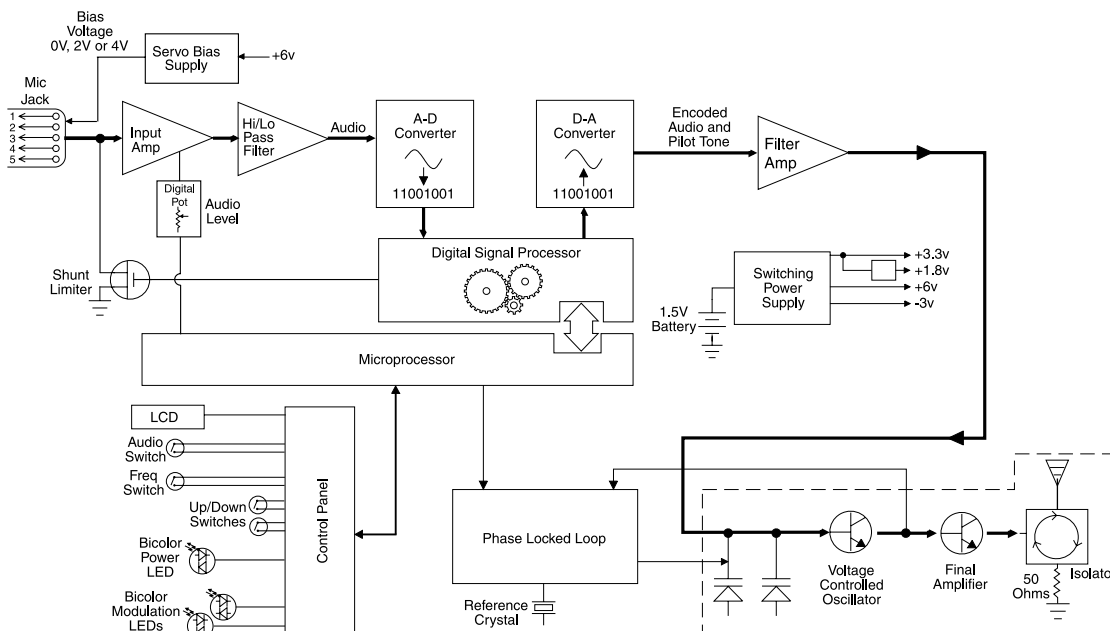 Bias
Voltage
0V, 2V or 4V
Servo Bias
Supply
+6v
Mic
Jack
1
2
3
4
5
Input
Amp
Hi/Lo
Pass
Filter
Audio
A-D
Converter
11001001
D-A
Converter
11001001
Encoded
Audio and
Pilot Tone
Filter
Amp
Digital
Pot
Audio
Level
Shunt
Limiter
Digital Signal Processor
Switching
Power
Supply
+3.3v
+1.8v
+6v
-3v
1.5V
Battery
Microprocessor
LCD
Audio
Switch
Freq
Switch
Up/Down
Switches
Bicolor
Power
LED
Bicolor
Modulation
LEDs
Control Panel
Phase Locked Loop
Reference
Crystal
Voltage
Controlled
Oscillator
Final
Amplifier
50
Ohms
Isolator